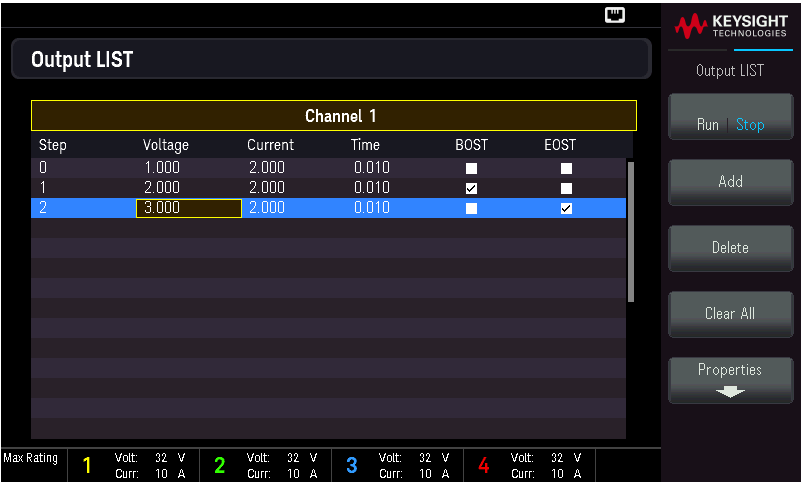 KEYSIGHT
TECHNOLOGIES
Output LIST
Output LIST
Channel 1
Step Voltage Current Time BOST EOST
0 1.000 2.000 0.010
1 2.000 2.000 0.010
2 3.000 2.000 0.010
Run | Stop
Add
Delete
Clear All
Properties
Max Rating 1 Volt: 32 V 2 Volt: 32 V 3 Volt: 32 V 4 Volt: 32 V
Curr: 10 A Curr: 10 A Curr: 10 A Curr: 10 A